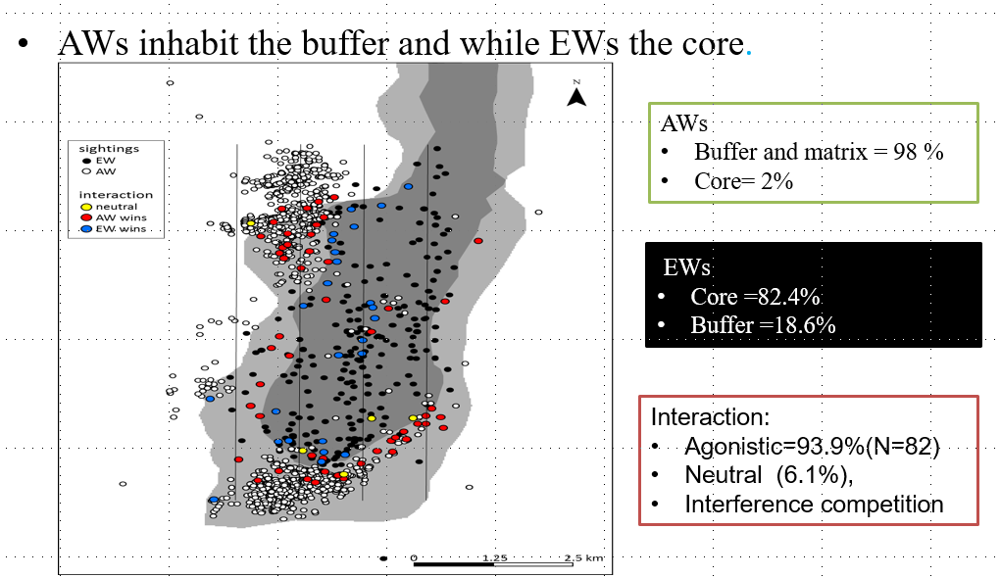 • AWs inhabit the buffer and while EWs the core.
N
sightings
EW
AW
interaction
neutral
AW wins
EW wins
0 1.25 2.5 km
AWs
• Buffer and matrix = 98 %
• Core= 2%
EWs
• Core =82.4%
• Buffer =18.6%
Interaction:
• Agonistic=93.9%(N=82)
• Neutral (6.1%),
• Interference competition